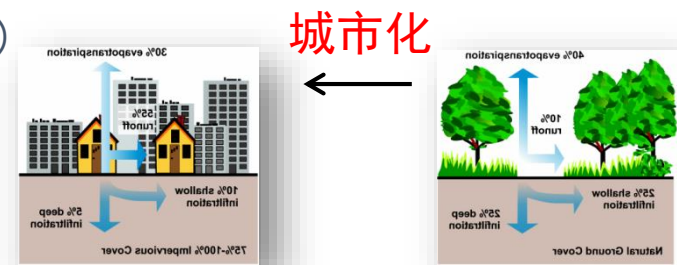 城市化
30% evapotranspiration
55%
runoff
10% shallow
infiltration
5% deep
infiltration
75%-100% Impervious Cover
40% evapotranspiration
10%
runoff
25% shallow
infiltration
25% deep
infiltration
Natural Ground Cover